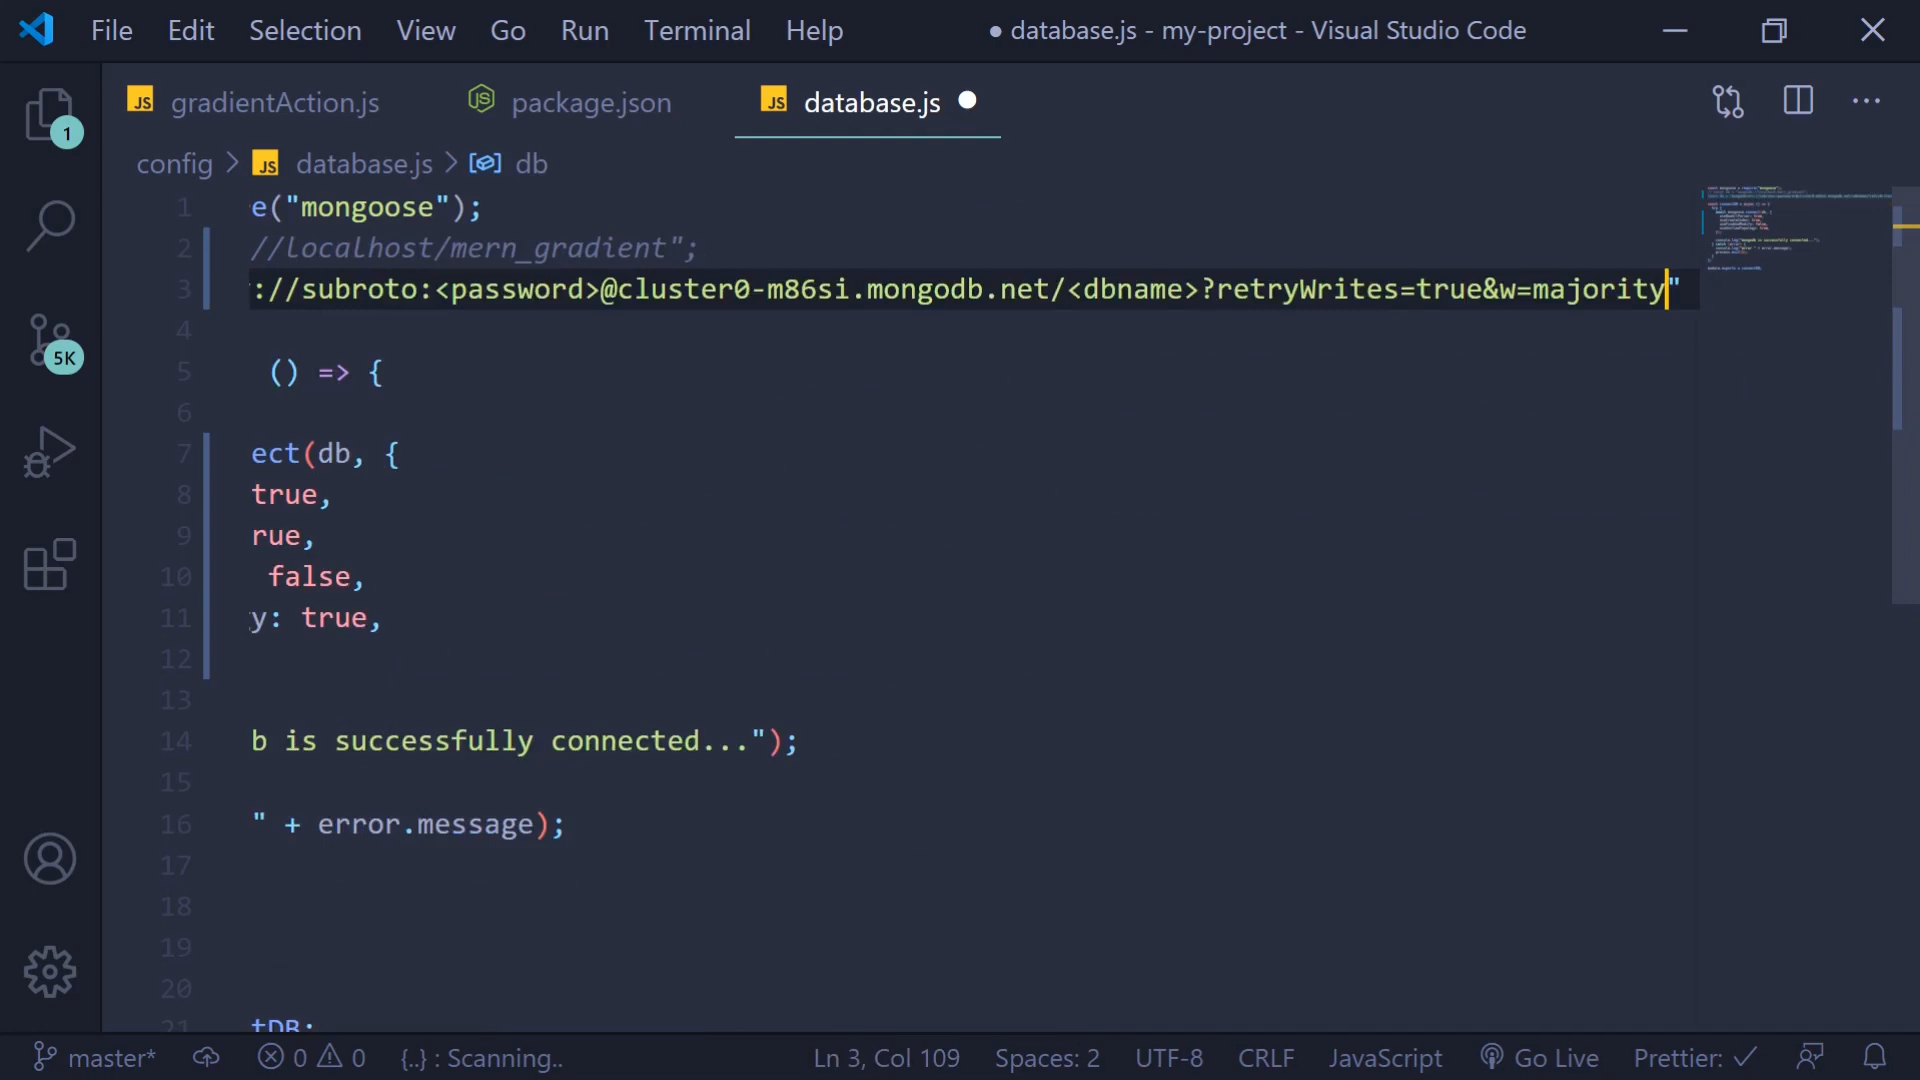 File Edit Selection View Go Run Terminal Help ● database.js - my-project - Visual Studio Code
JS gradientAction.js package.json JS database.js ●
config > JS database.js > db
1 e("mongoose");
2 //localhost/mern_gradient";
3 ://subroto:<password>@cluster0-m86si.mongodb.net/<dbname>?retryWrites=true&w=majority"
4
5 () => {
6
7 ect(db, {
8 true,
9 rue,
10 false,
11 y: true,
12
13
14 b is successfully connected...");
15
16 " + error.message);
17
18
19
20
21 tDB;
1
5K
master* 0 0 {..} : Scanning.. Ln 3, Col 109 Spaces: 2 UTF-8 CRLF JavaScript Go Live Prettier: ✓